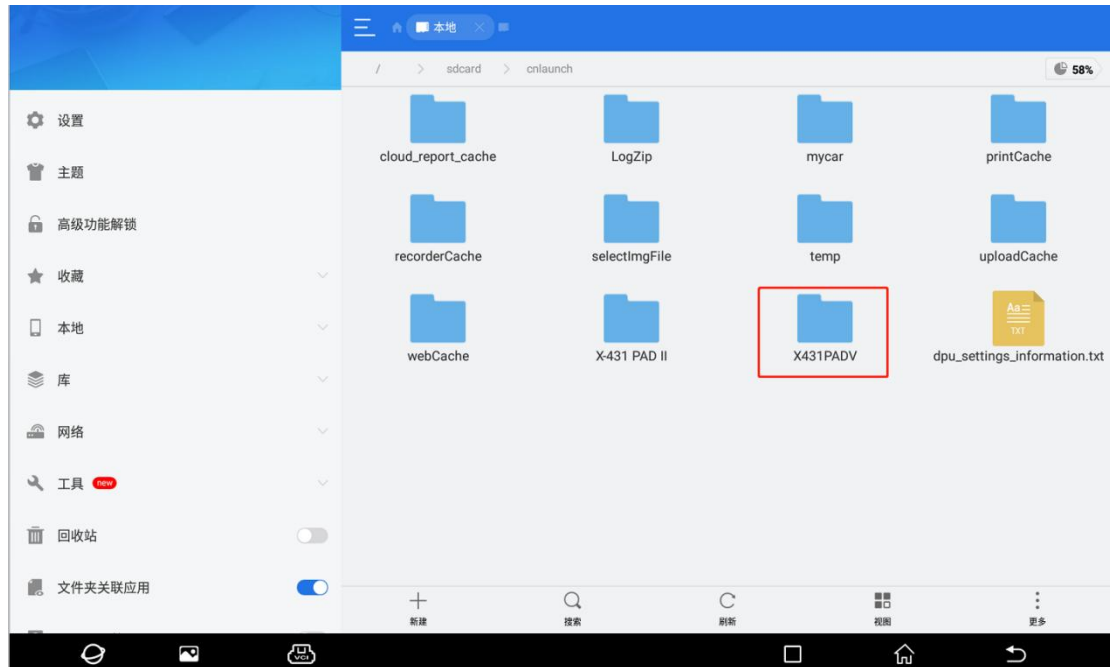 本地
/ > sdcard > cnlaunch
58%
设置
主题
高级功能解锁
收藏
本地
库
网络
工具 new
回收站
文件夹关联应用
cloud_report_cache
LogZip
mycar
printCache
recorderCache
selectImgFile
temp
uploadCache
webCache
X-431 PAD II
X431PADV
Aa
TXT
dpu_settings_information.txt
新建
搜索
刷新
视图
更多
VCI